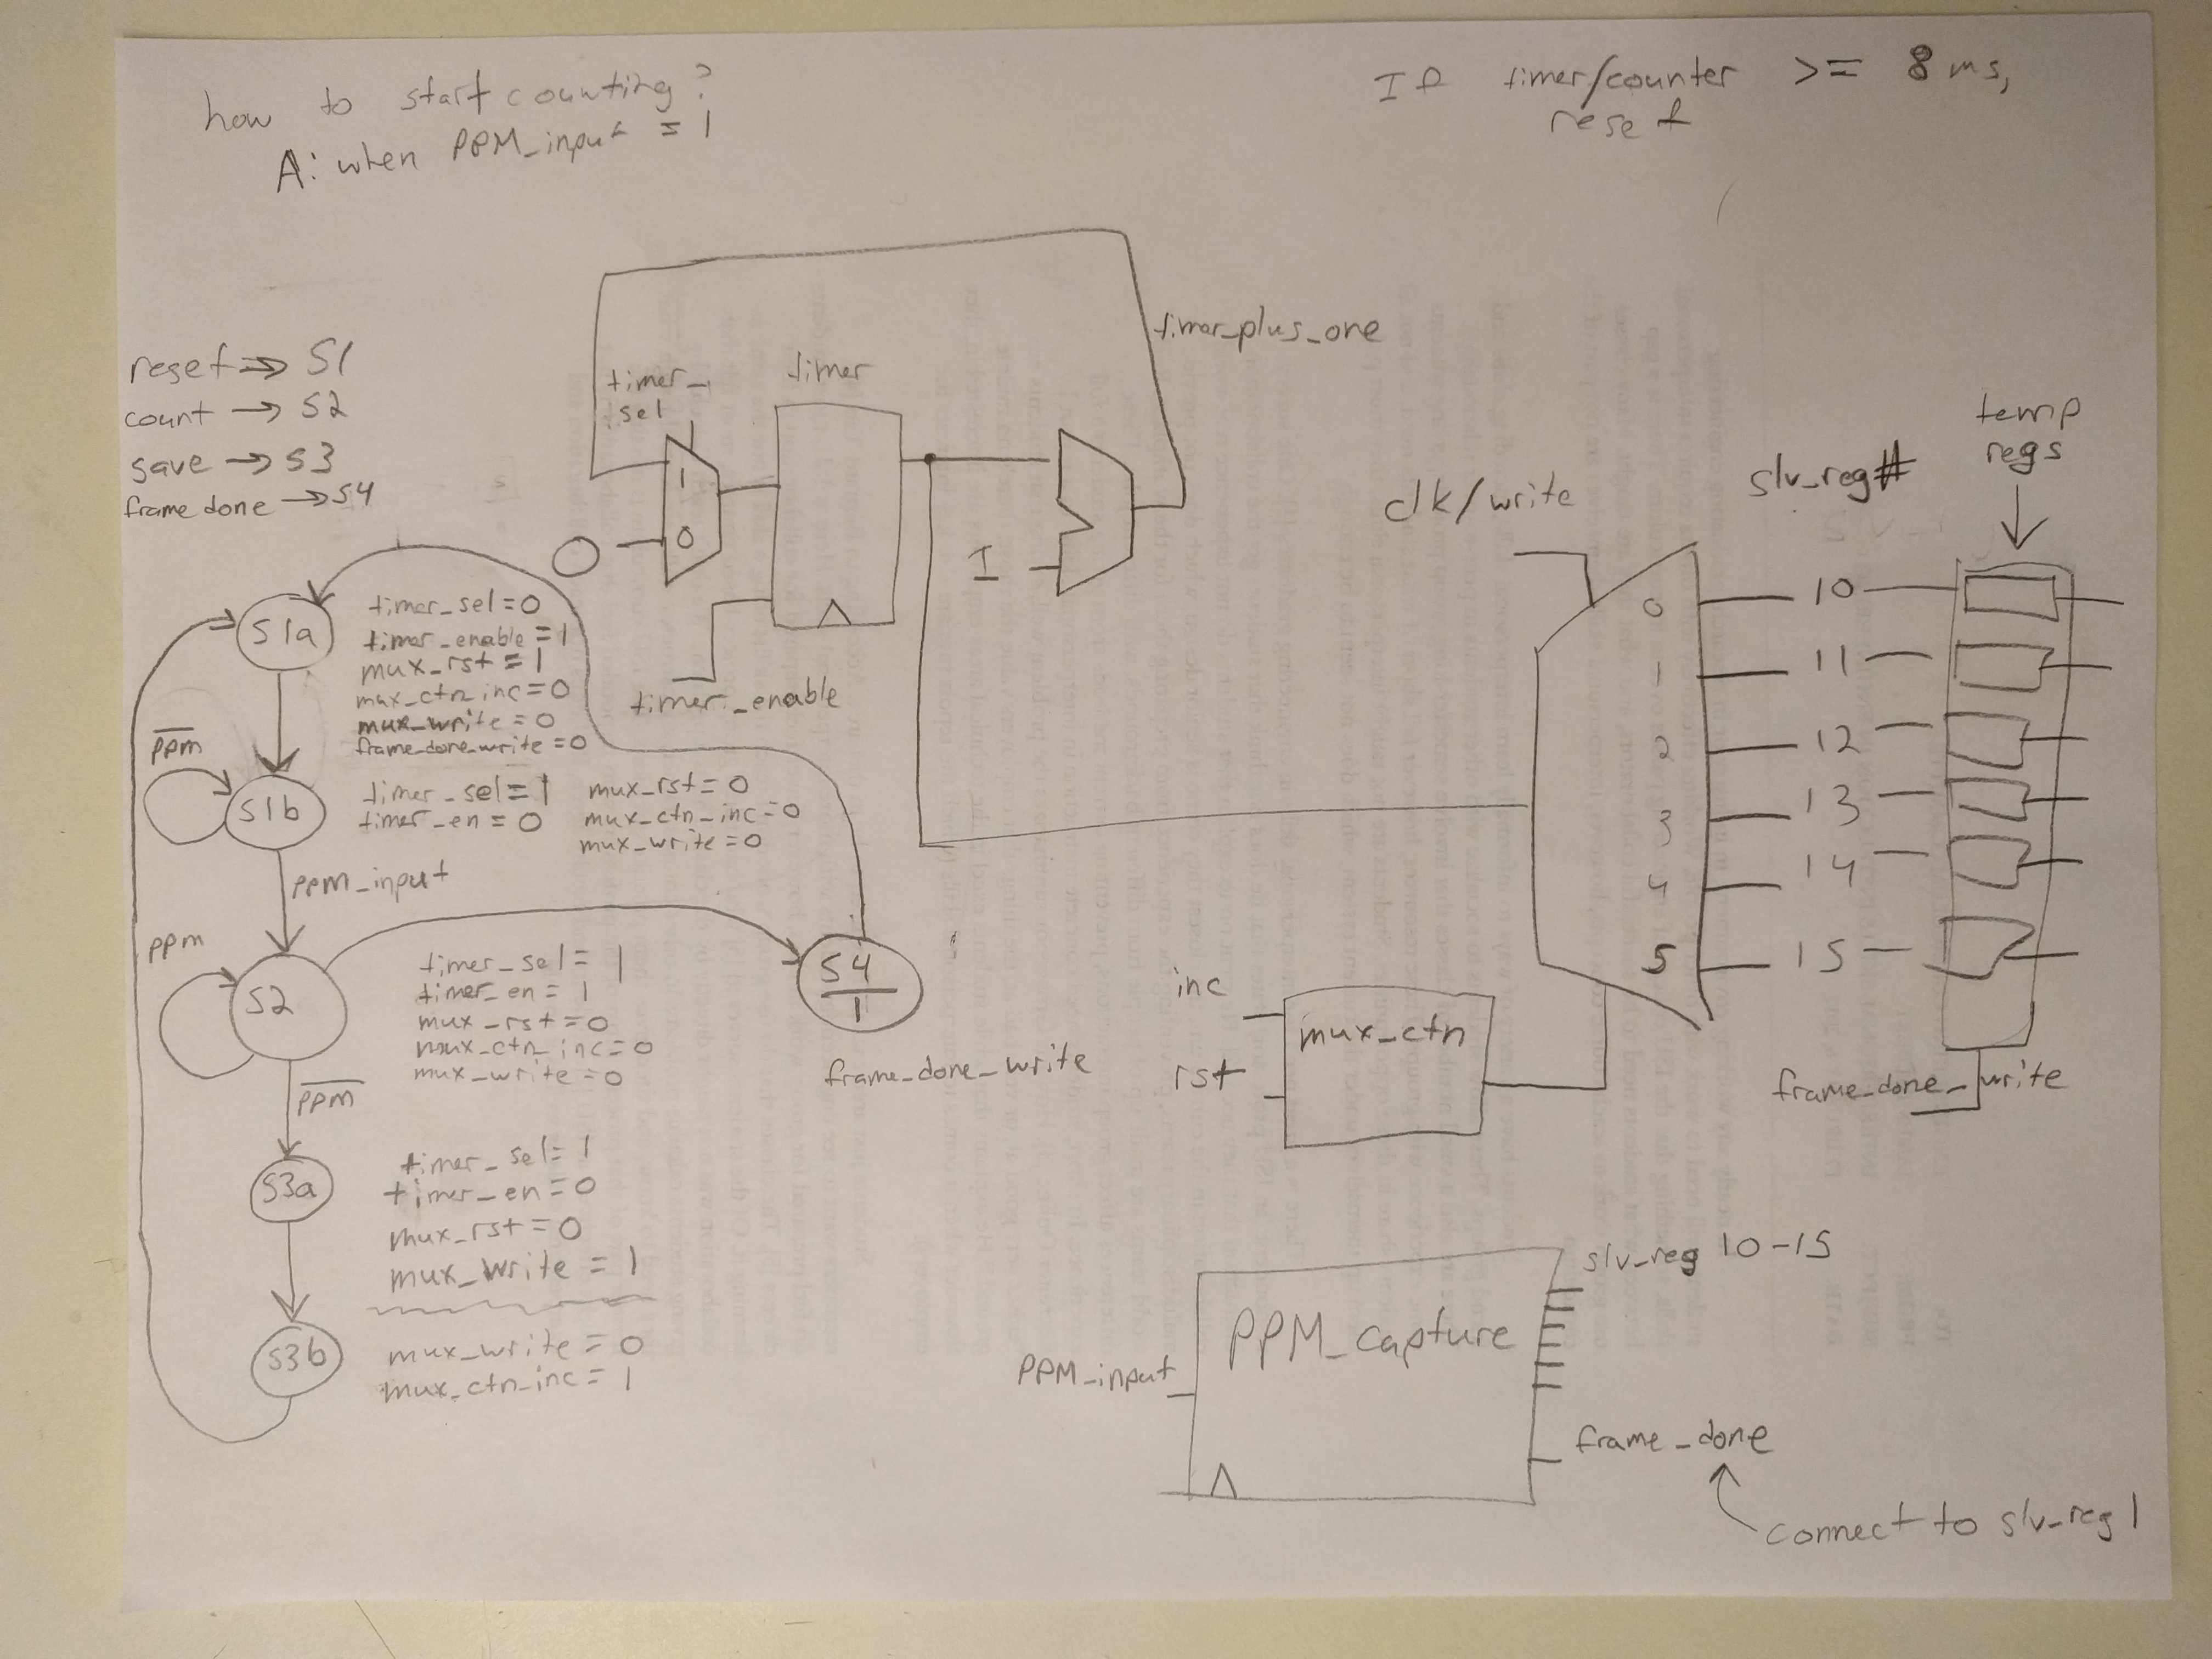 how to start counting?
A: when PPM_input = 1
If timer/counter >= 8 ms,
reset
reset => S1
count -> S2
save -> S3
frame done -> S4
timer_
sel
timer
timer_plus_one
1
0
0
1
timer_enable
clk/write
slv_reg#
temp
regs
0
10
1
11
2
12
3
13
4
14
5
15
frame_done_write
inc
rst
mux_ctn
S1a
timer_sel=0
timer_enable=1
mux_rst=1
mux_ctn_inc=0
mux_write=0
frame_done_write=0
ppm
S1b
timer_sel=1
timer_en=0
mux_rst=0
mux_ctn_inc=0
mux_write=0
PPM_input
ppm
S2
timer_sel=1
timer_en=1
mux_rst=0
mux_ctn_inc=0
mux_write=0
S4
1
frame_done_write
ppm
S3a
timer_sel=1
timer_en=0
mux_rst=0
mux_write=1
S3b
mux_write=0
mux_ctn_inc=1
PPM_input
PPM_capture
slv_reg 10-15
frame_done
connect to slv_reg 1